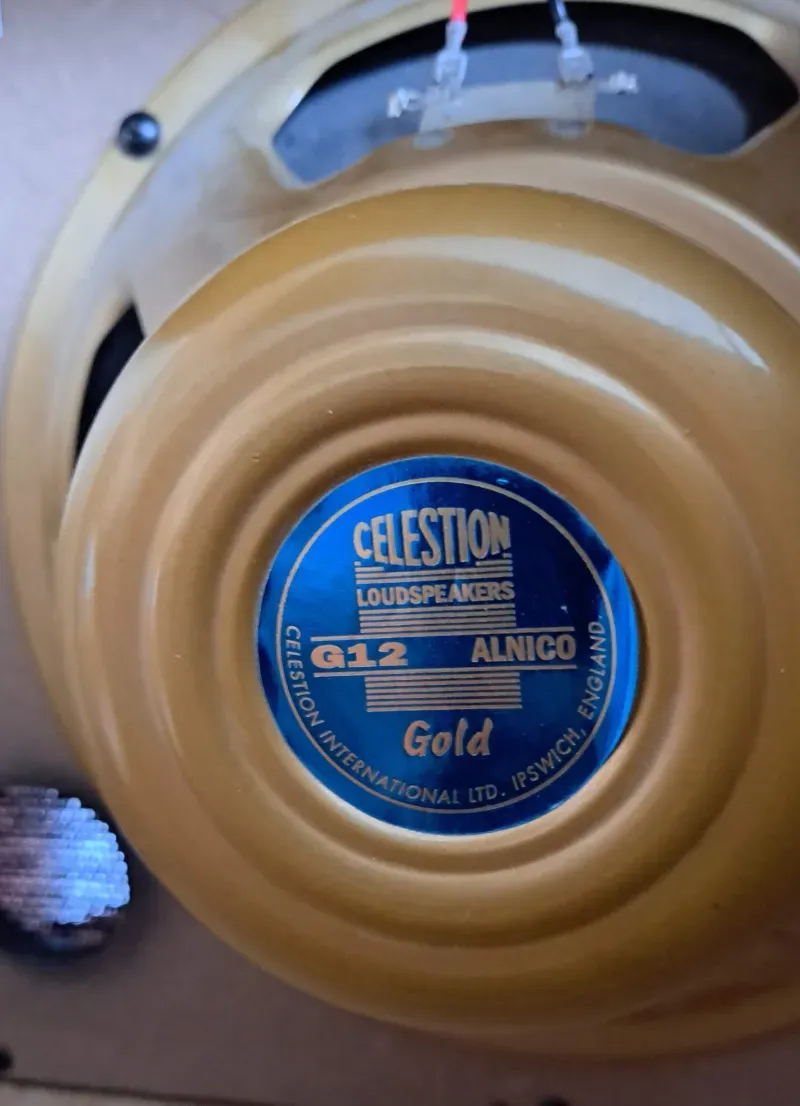 CELESTION
LOUDSPEAKERS
G12 ALNICO
Gold
CELESTION INTERNATIONAL LTD. IPSWICH, ENGLAND.